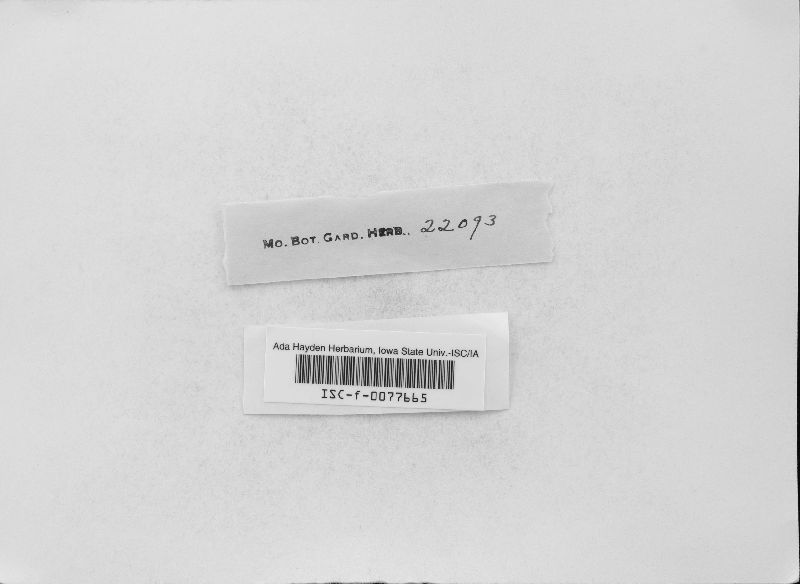 Mo. Bot. Gard. Herb., 22093
Ada Hayden Herbarium, Iowa State Univ.-ISC/IA
ISC-f-0077665